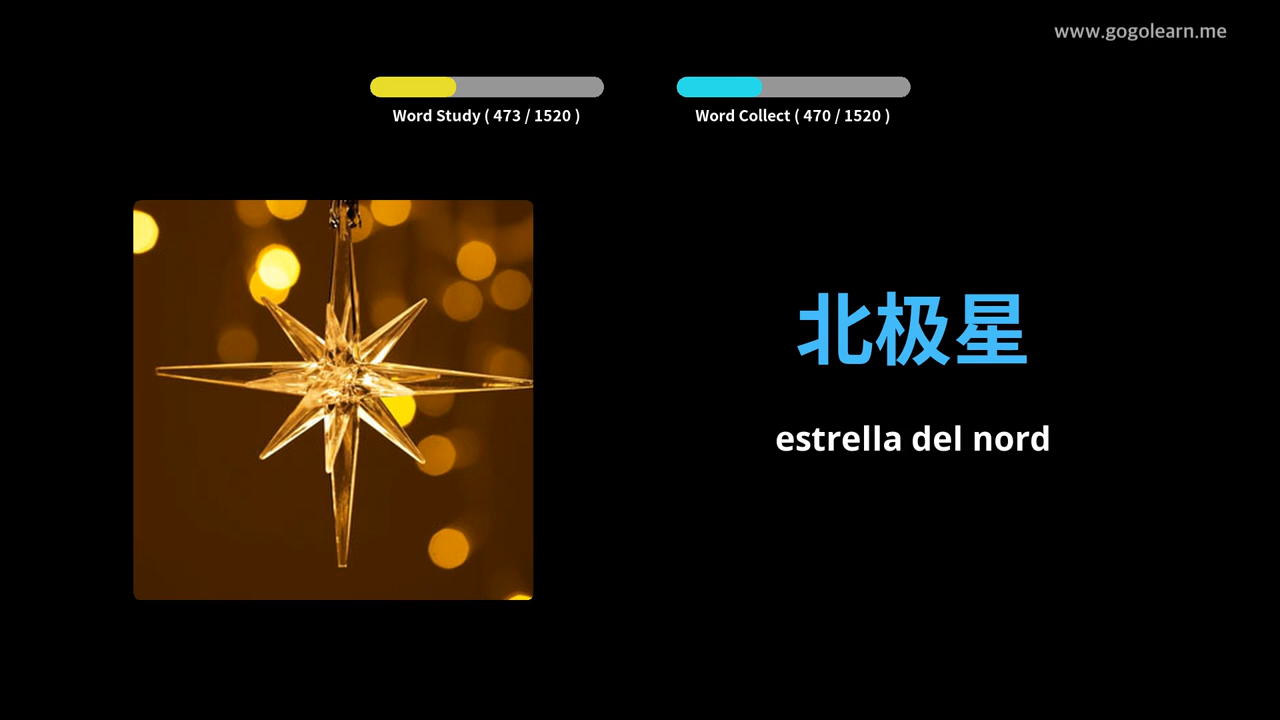 www.gogolearn.me
Word Study ( 473 / 1520 )
Word Collect ( 470 / 1520 )
北极星
estrella del nord